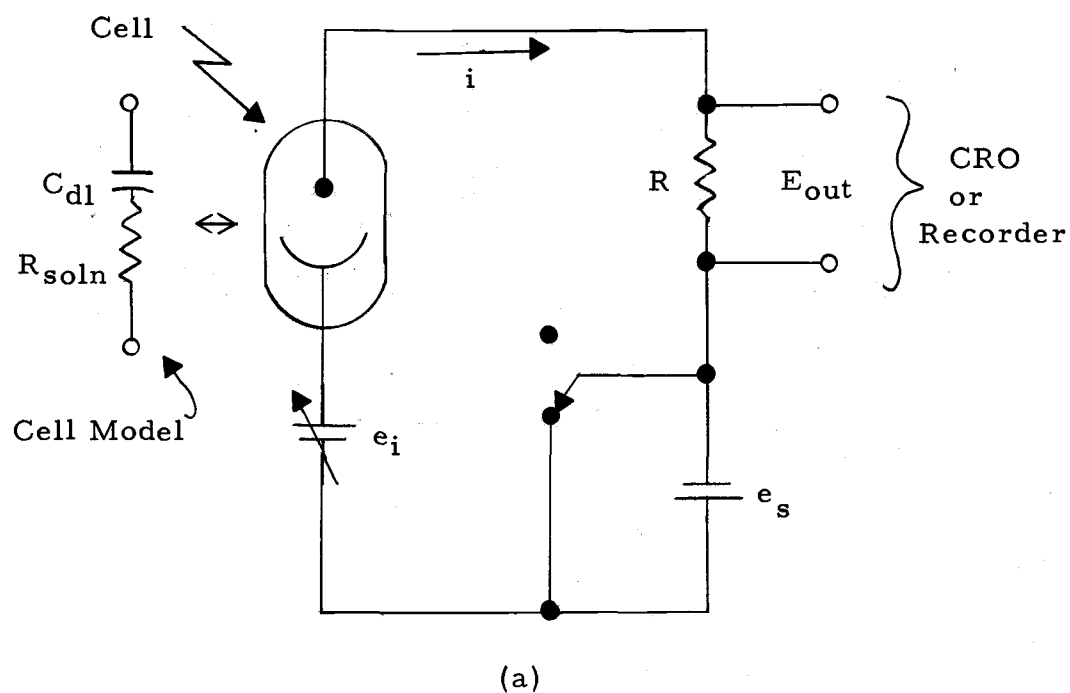 Cell
i
C_dl
R_soln
R
E_out
CRO
or
Recorder
Cell Model
e_i
e_s
(a)